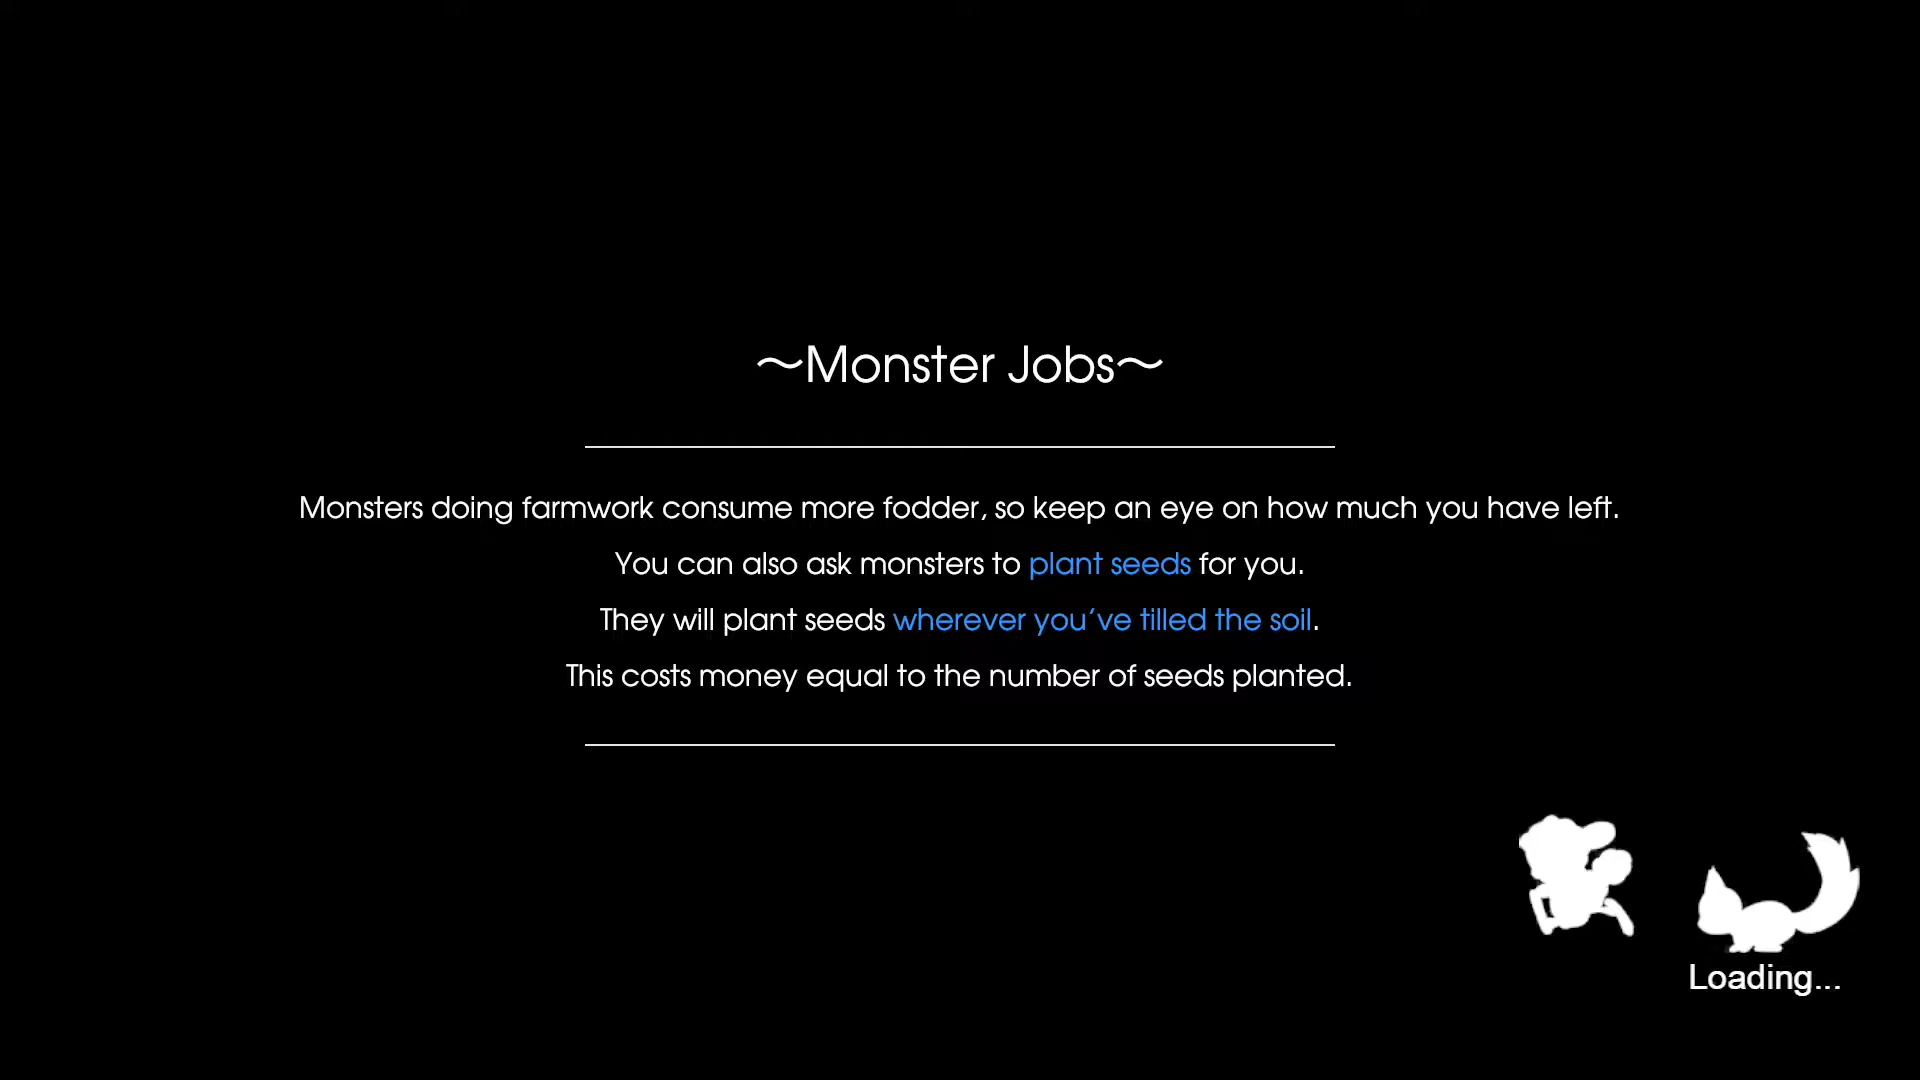 ～Monster Jobs～
Monsters doing farmwork consume more fodder, so keep an eye on how much you have left.
You can also ask monsters to plant seeds for you.
They will plant seeds wherever you’ve tilled the soil.
This costs money equal to the number of seeds planted.
Loading...